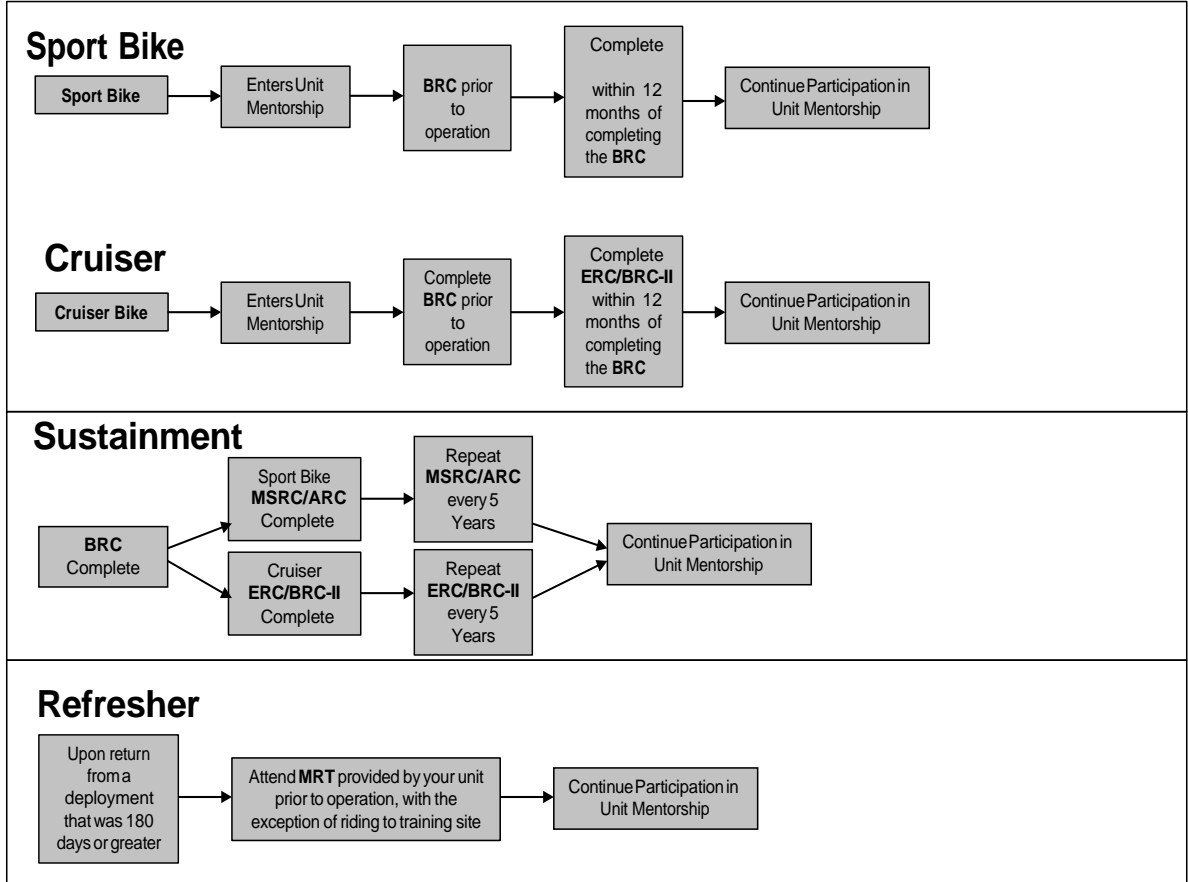 Sport Bike
Sport Bike
Enters Unit
Mentorship
BRC prior
to
operation
Complete
within 12
months of
completing
the BRC
Continue Participation in
Unit Mentorship
Cruiser
Cruiser Bike
Enters Unit
Mentorship
Complete
BRC prior
to
operation
Complete
ERC/BRC-II
within 12
months of
completing
the BRC
Continue Participation in
Unit Mentorship
Sustainment
BRC
Complete
Sport Bike
MSRC/ARC
Complete
Repeat
MSRC/ARC
every 5
Years
Cruiser
ERC/BRC-II
Complete
Repeat
ERC/BRC-II
every 5
Years
Continue Participation in
Unit Mentorship
Refresher
Upon return
from a
deployment
that was 180
days or greater
Attend MRT provided by your unit
prior to operation, with the
exception of riding to training site
Continue Participation in
Unit Mentorship